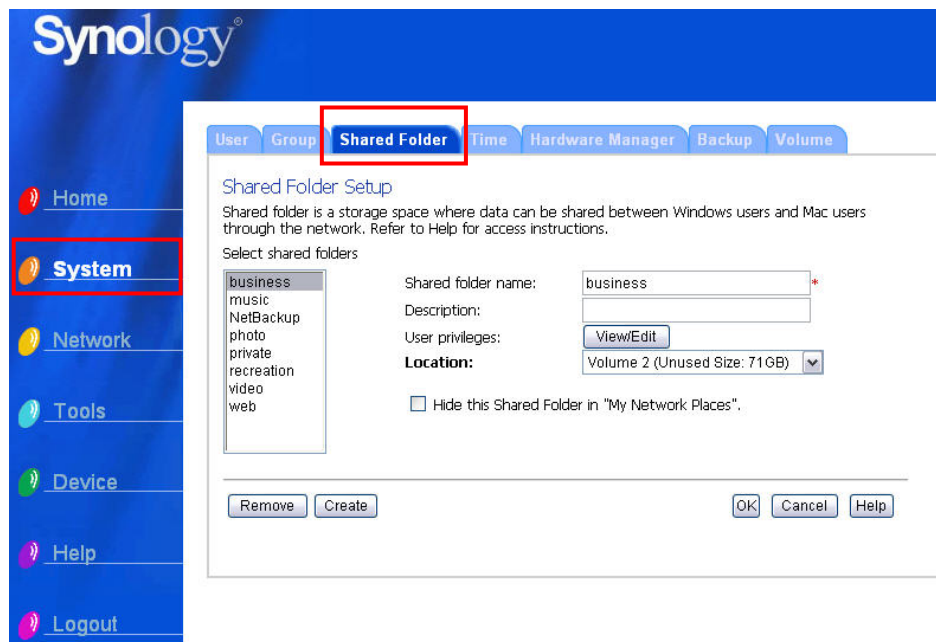 Synology®
User Group Shared Folder Time Hardware Manager Backup Volume
Home
System
Network
Tools
Device
Help
Logout
Shared Folder Setup
Shared folder is a storage space where data can be shared between Windows users and Mac users
through the network. Refer to Help for access instructions.
Select shared folders
business
music
NetBackup
photo
private
recreation
video
web
Shared folder name: business *
Description:
User privileges: View/Edit
Location: Volume 2 (Unused Size: 71GB)
Hide this Shared Folder in "My Network Places".
Remove Create OK Cancel Help